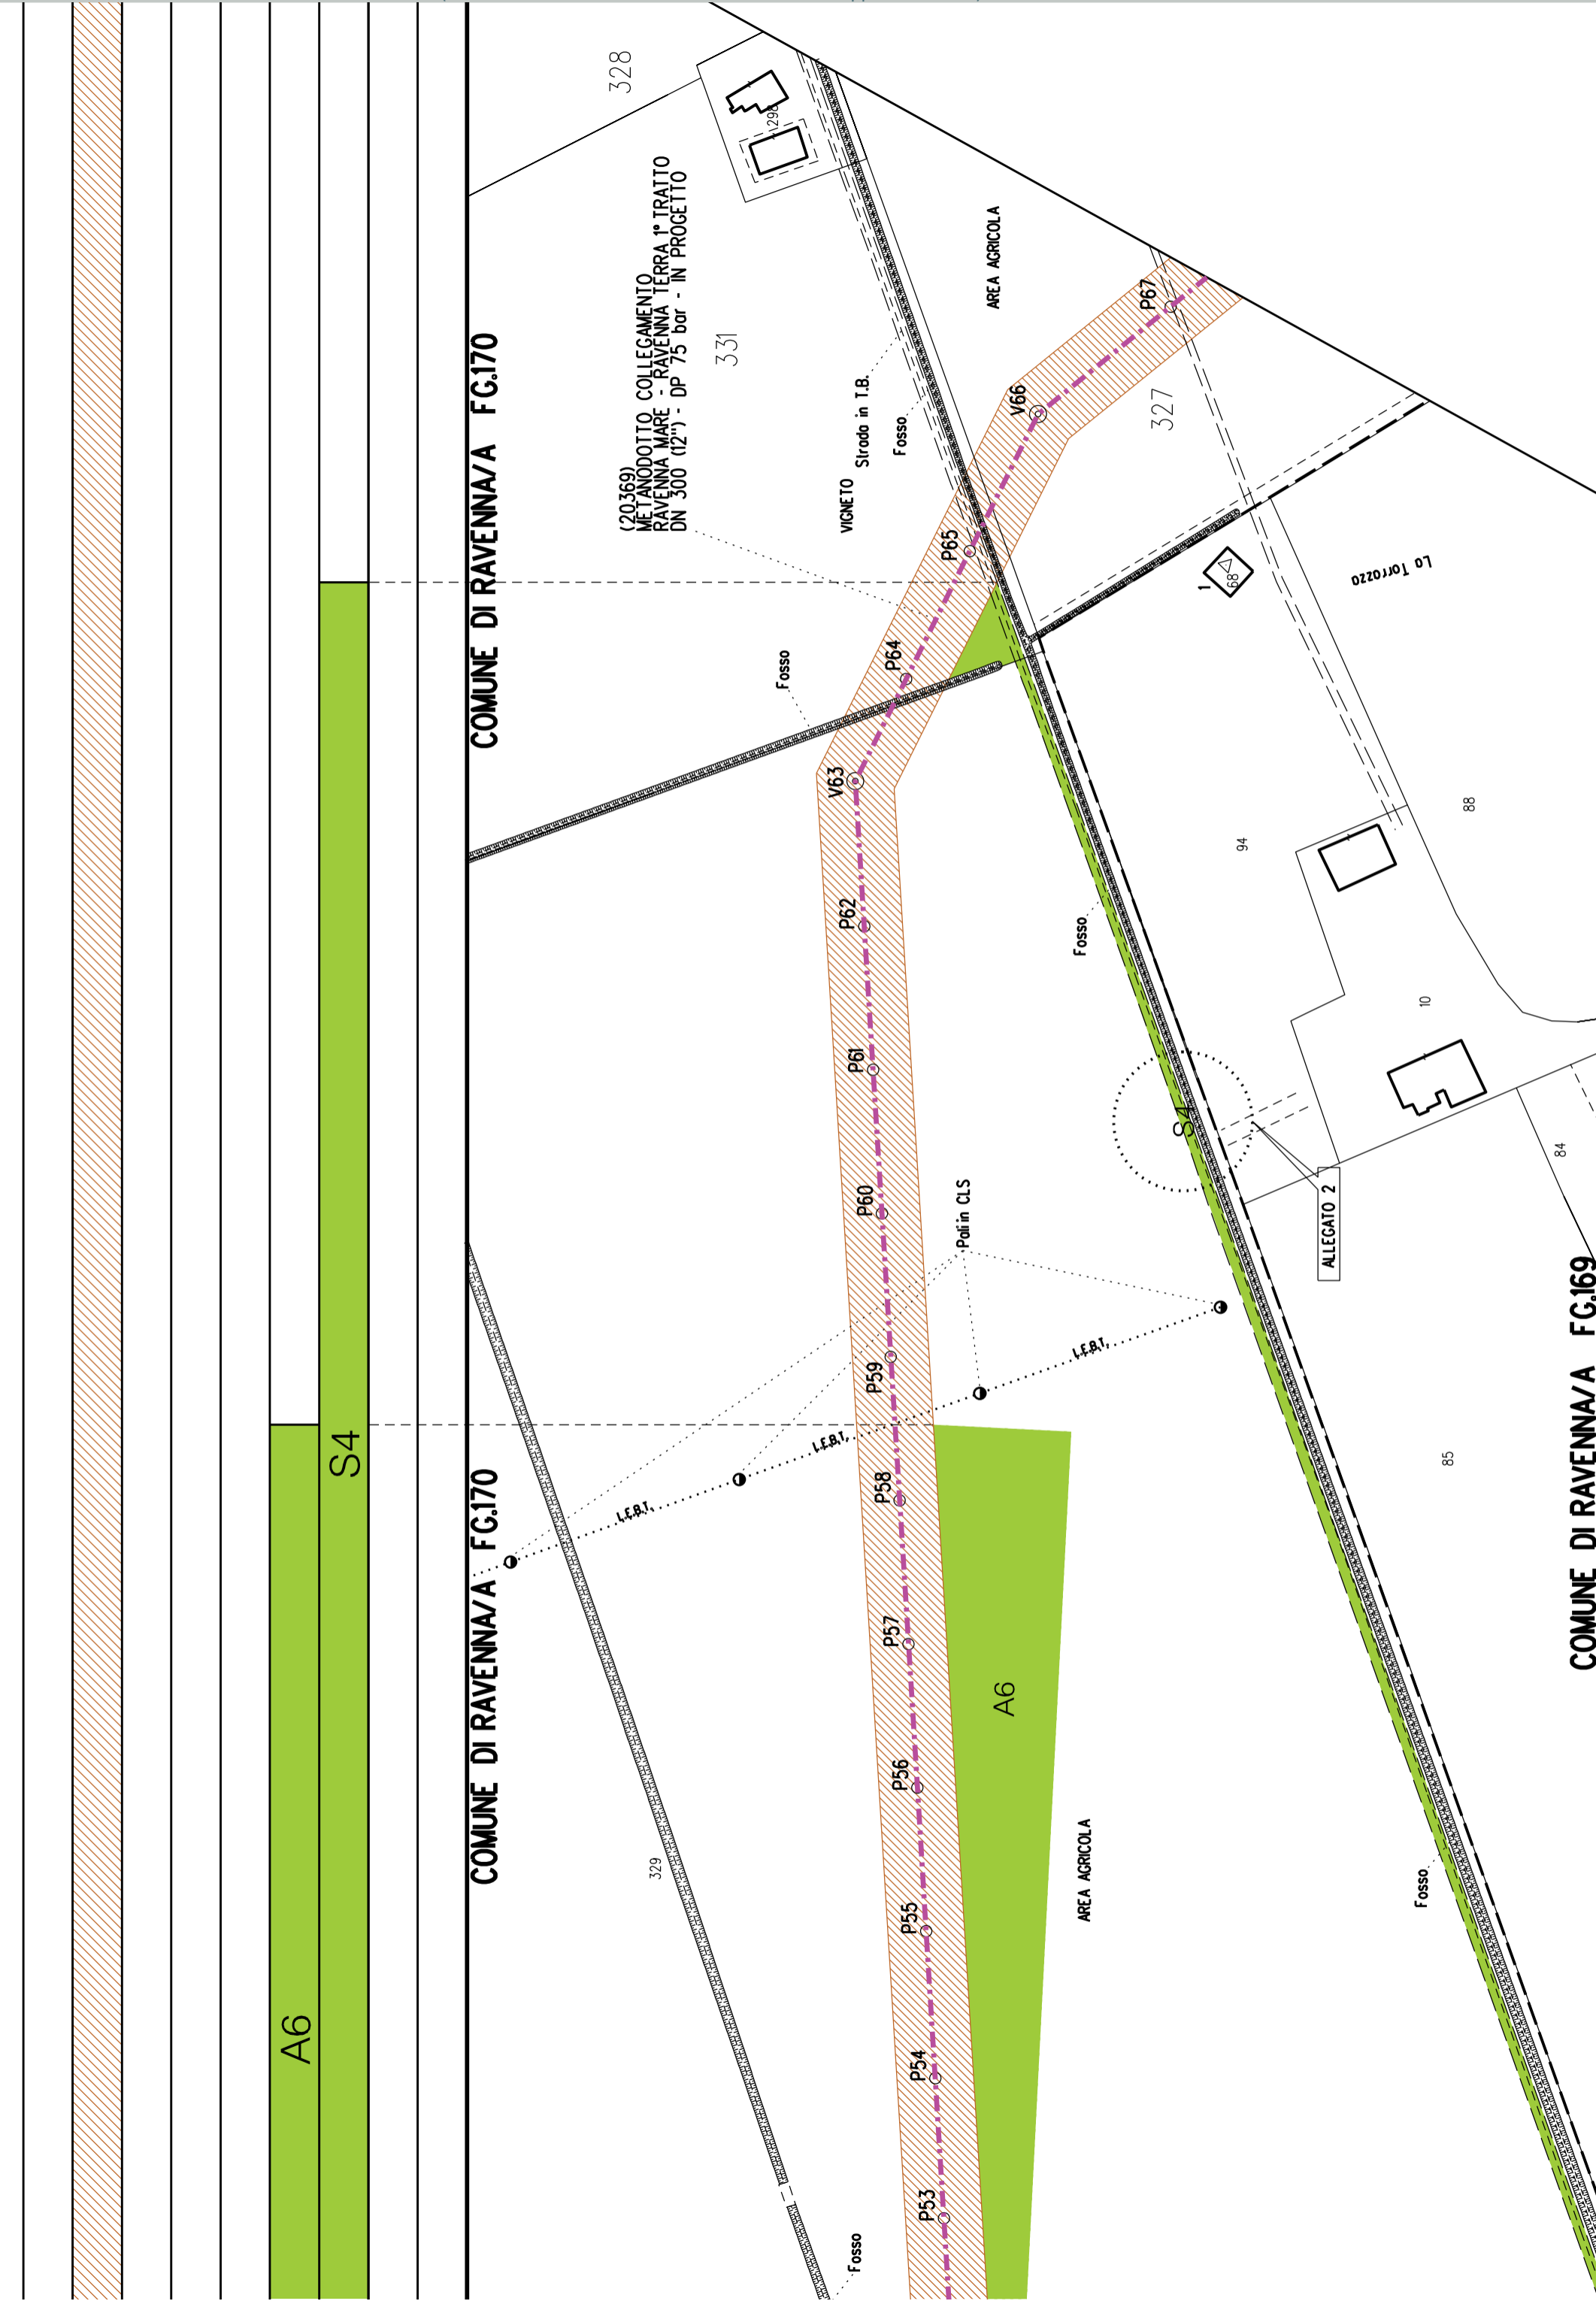 A6
S4
COMUNE DI RAVENNA/A FG.170
COMUNE DI RAVENNA/A FG.170
328
(20369)
METANODOTTO COLLEGAMENTO
RAVENNA MARE - RAVENNA TERRA 1° TRATTO
DN 300 (12") - DP 75 bar - IN PROGETTO
331
298
VIGNETO
Strada in T.B.
Fosso
AREA AGRICOLA
327
P67
V66
P65
P64
V63
P62
P61
P60
P59
P58
P57
P56
P55
P54
P53
Fosso
Fosso
1
68
La Torrazza
94
88
10
84
85
S4
ALLEGATO 2
Pali in CLS
L.E.B.T.
L.E.B.T.
L.E.B.T.
A6
AREA AGRICOLA
329
Fosso
Fosso
COMUNE DI RAVENNA/A FG.169